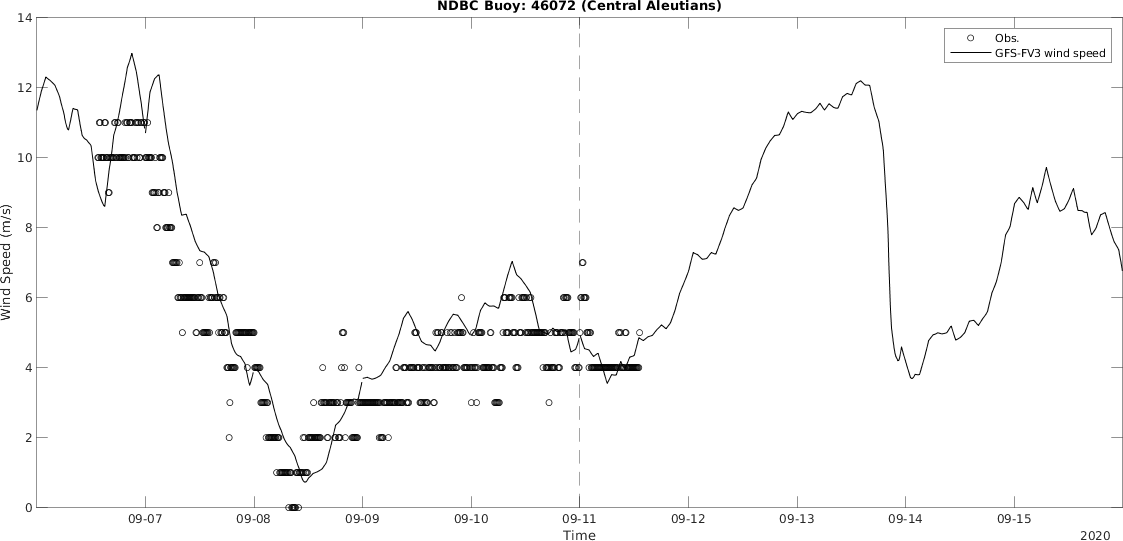 NDBC Buoy: 46072 (Central Aleutians)
Obs.
GFS-FV3 wind speed
Wind Speed (m/s)
14
12
10
8
6
4
2
0
09-07 09-08 09-09 09-10 09-11 09-12 09-13 09-14 09-15
Time
2020